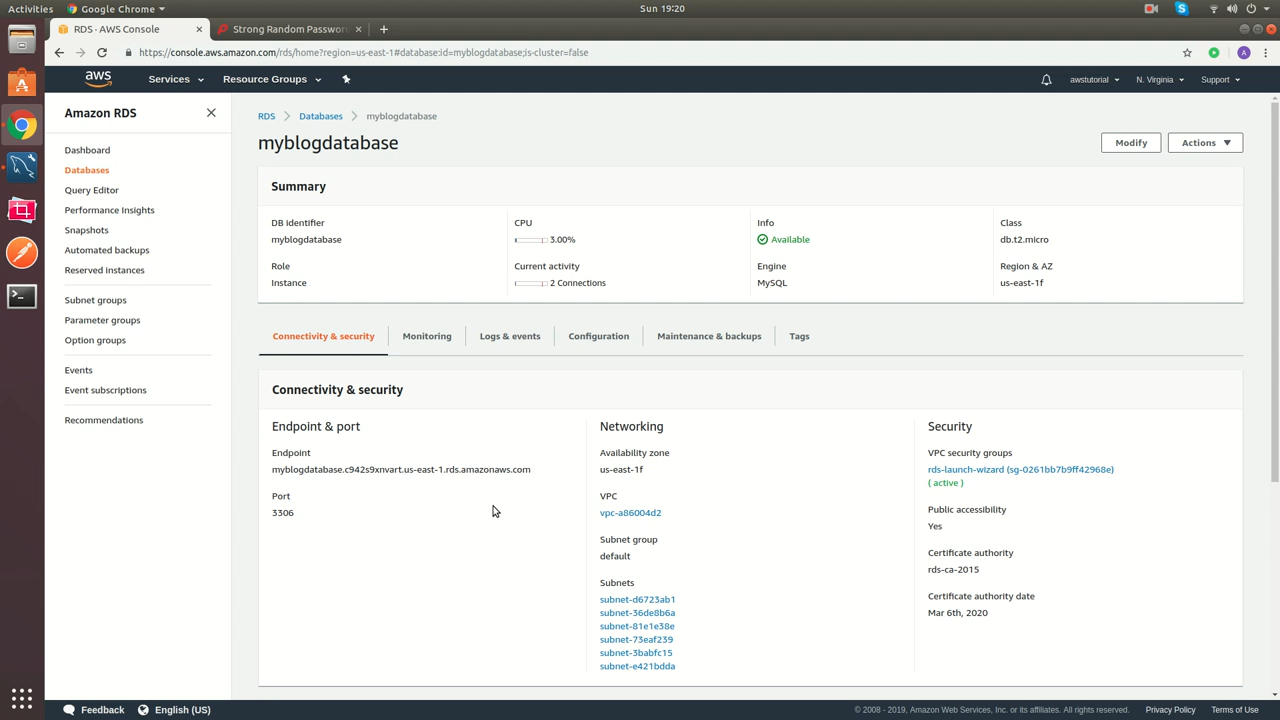 Activities
Google Chrome
Sun 19:20
RDS · AWS Console
Strong Random Passwor
https://console.aws.amazon.com/rds/home?region=us-east-1#database:id=myblogdatabase;is-cluster=false
A
aws
Services
Resource Groups
awstutorial
N. Virginia
Support
Amazon RDS
Dashboard
Databases
Query Editor
Performance Insights
Snapshots
Automated backups
Reserved instances
Subnet groups
Parameter groups
Option groups
Events
Event subscriptions
Recommendations
RDS
Databases
myblogdatabase
myblogdatabase
Modify
Actions
Summary
DB identifier
myblogdatabase
CPU
3.00%
Info
Available
Class
db.t2.micro
Role
Instance
Current activity
2 Connections
Engine
MySQL
Region & AZ
us-east-1f
Connectivity & security
Monitoring
Logs & events
Configuration
Maintenance & backups
Tags
Connectivity & security
Endpoint & port
Endpoint
myblogdatabase.c942s9xnvart.us-east-1.rds.amazonaws.com
Port
3306
Networking
Availability zone
us-east-1f
VPC
vpc-a86004d2
Subnet group
default
Subnets
subnet-d6723ab1
subnet-36de8b6a
subnet-81e1e38e
subnet-73eaf239
subnet-3babfc15
subnet-e421bdda
Security
VPC security groups
rds-launch-wizard (sg-0261bb7b9ff42968e)
( active )
Public accessibility
Yes
Certificate authority
rds-ca-2015
Certificate authority date
Mar 6th, 2020
Feedback
English (US)
© 2008 - 2019, Amazon Web Services, Inc. or its affiliates. All rights reserved.
Privacy Policy
Terms of Use